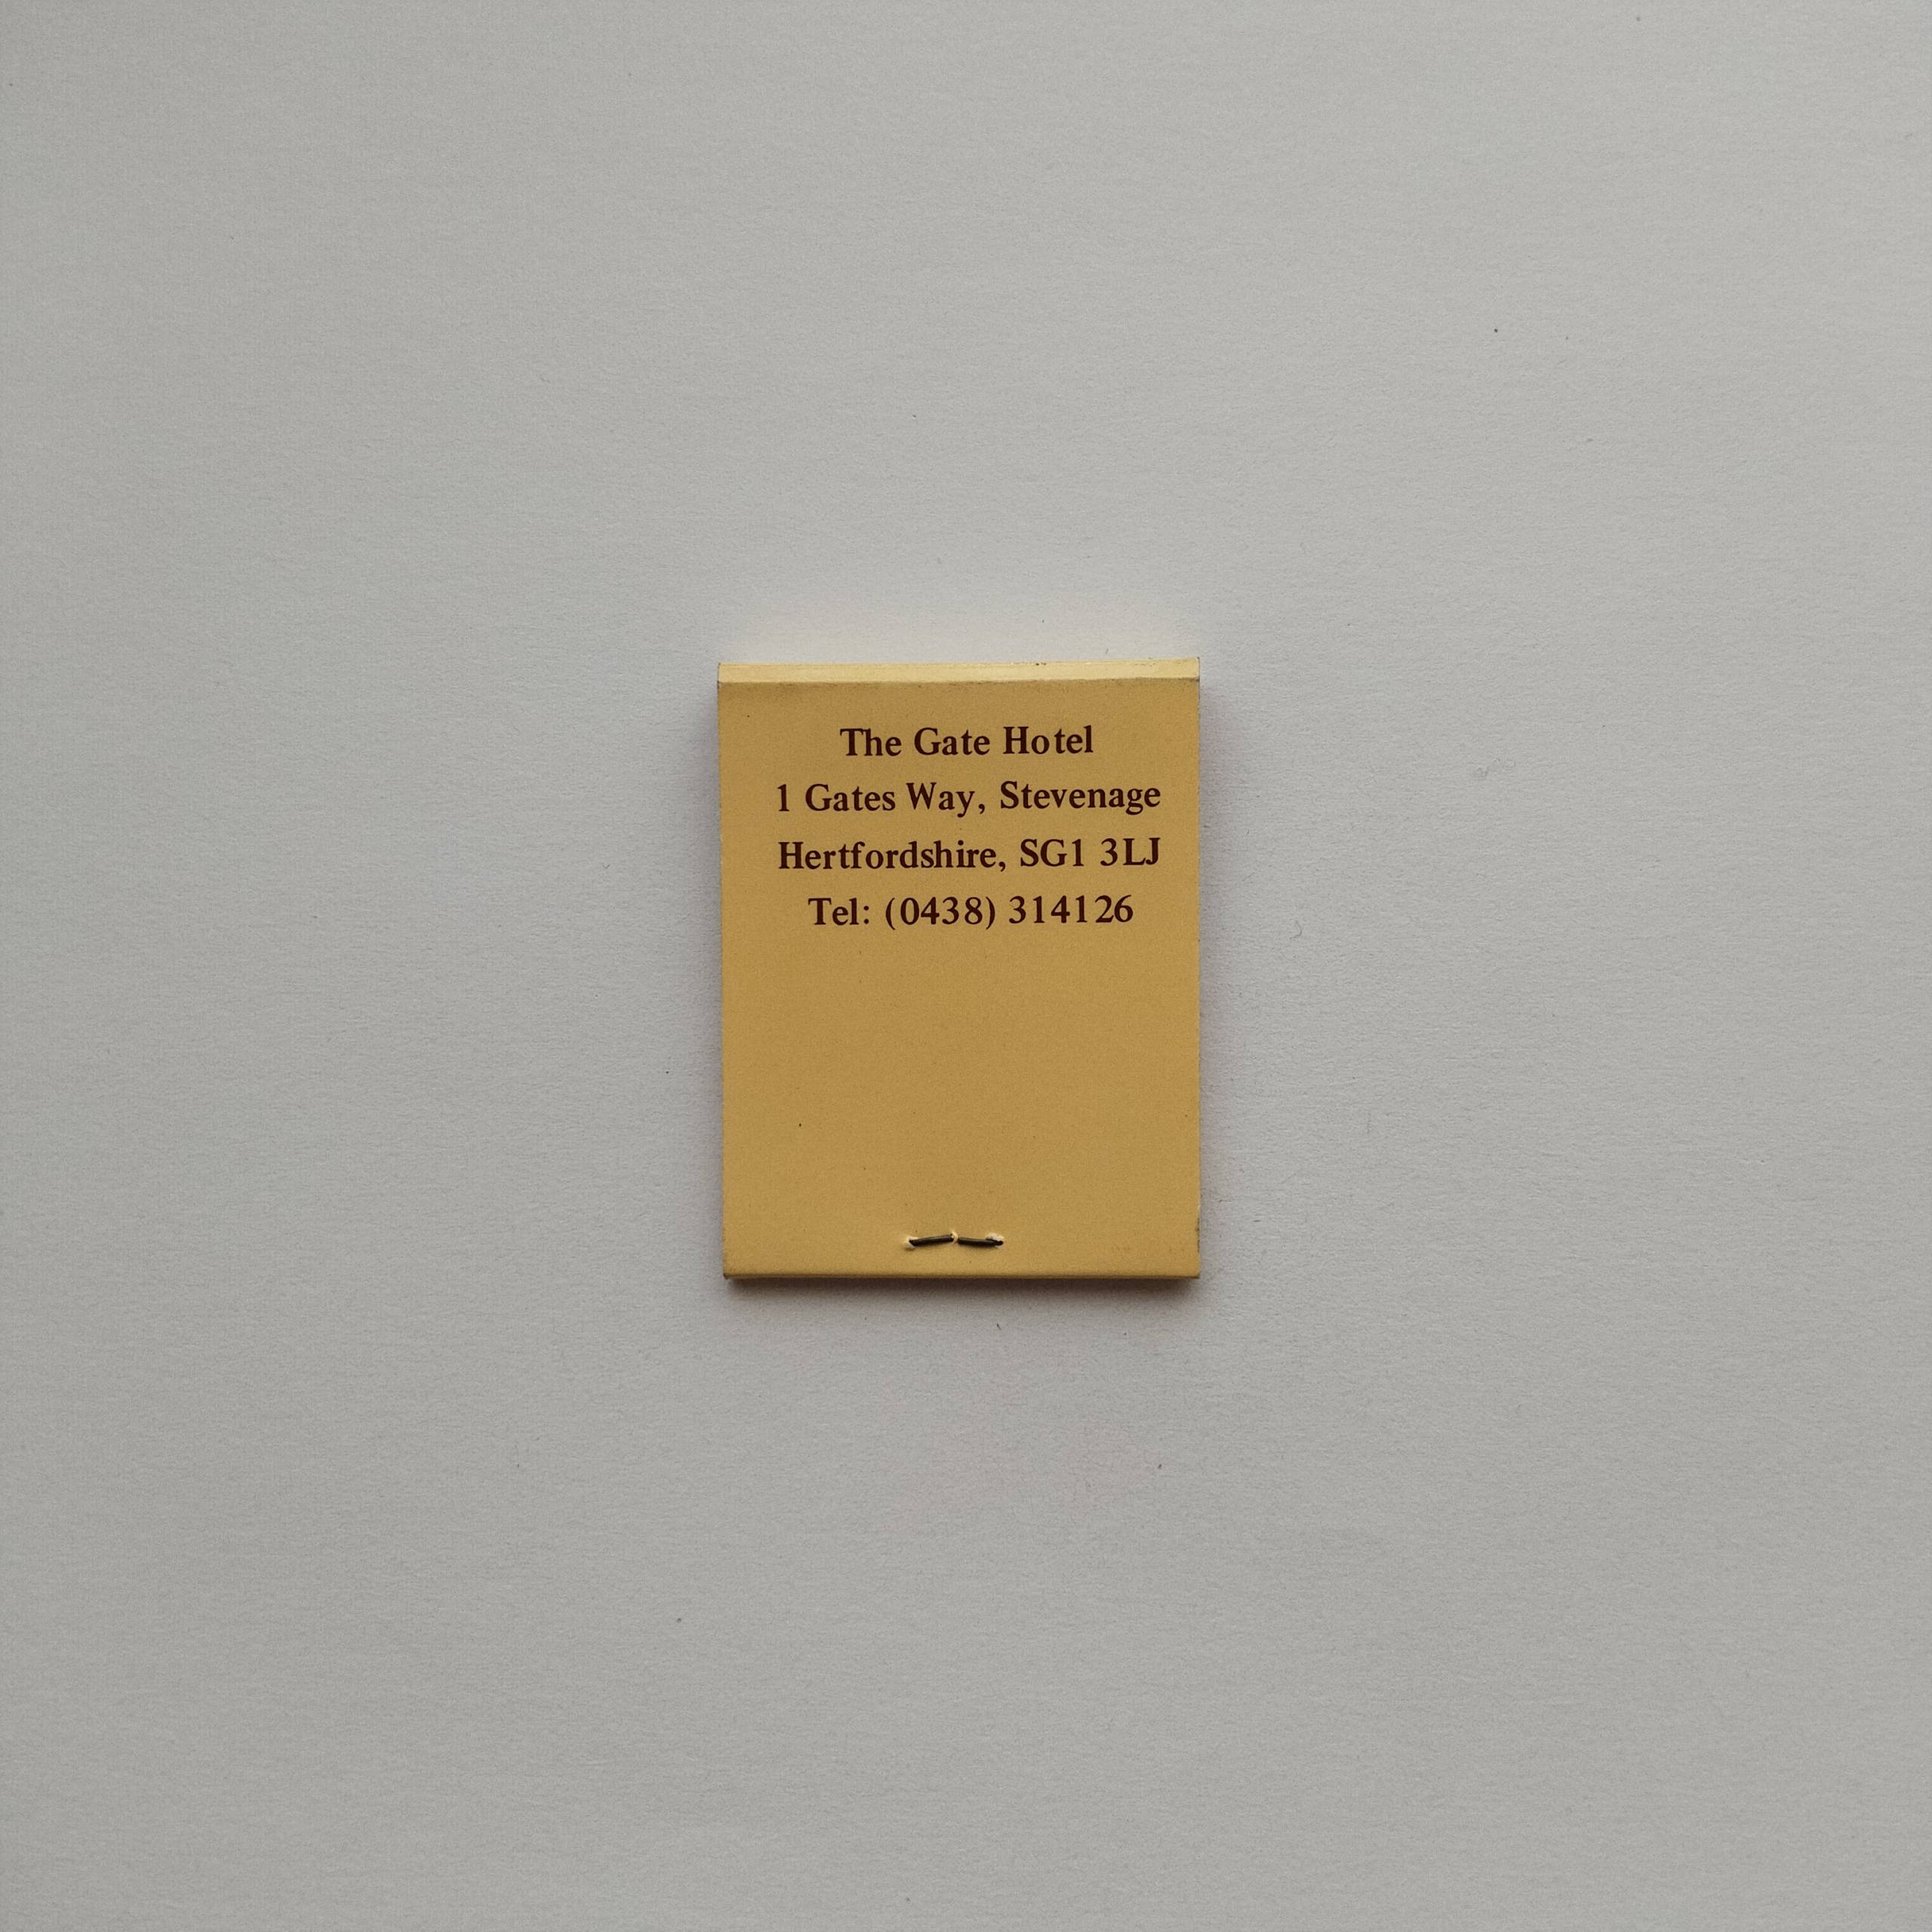 The Gate Hotel
1 Gates Way, Stevenage
Hertfordshire, SG1 3LJ
Tel: (0438) 314126